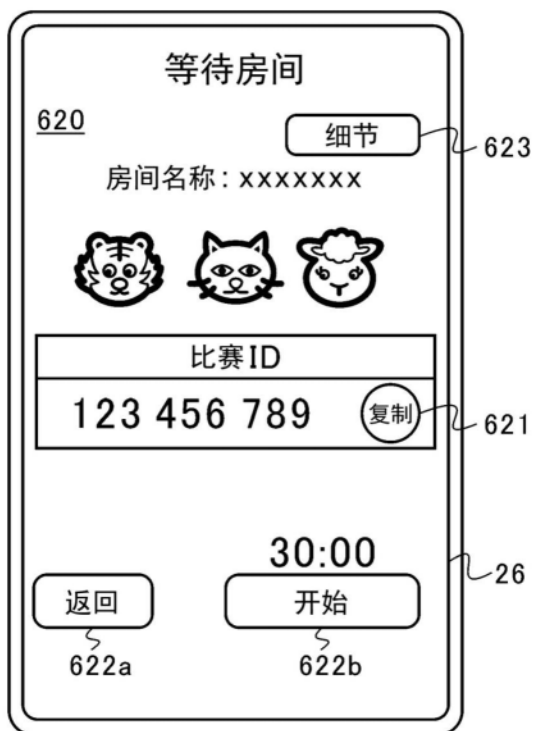 等待房间
620
细节
623
房间名称：xxxxxxx
比赛ID
123 456 789
复制
621
30:00
26
返回
开始
622a
622b